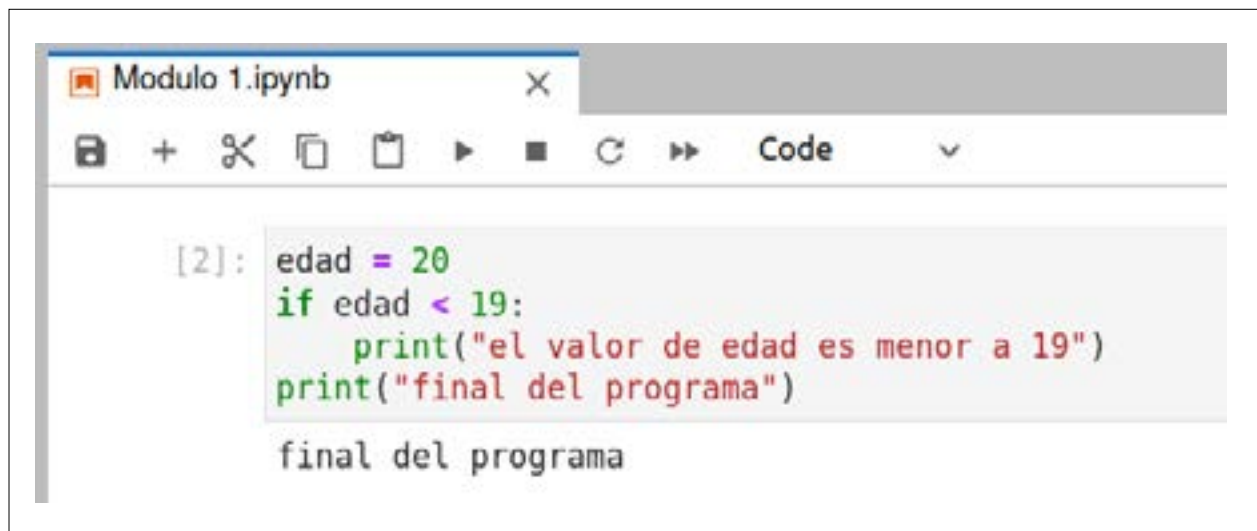 Modulo 1.ipynb
Code
[2]: edad = 20
if edad < 19:
    print("el valor de edad es menor a 19")
print("final del programa")
final del programa